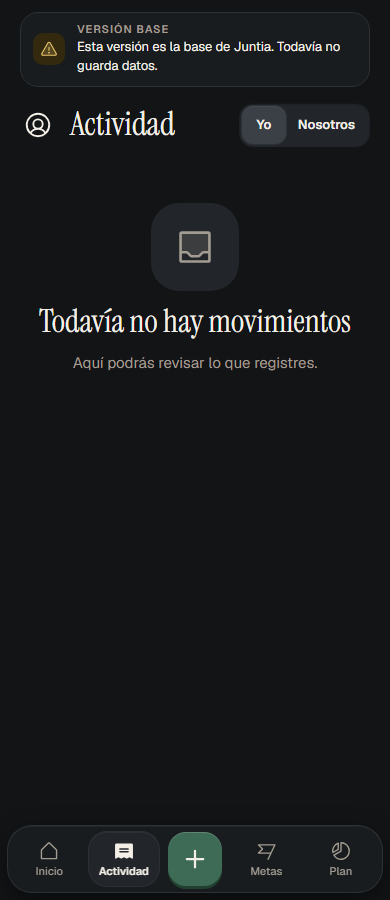 VERSIÓN BASE
Esta versión es la base de Juntia. Todavía no
guarda datos.
Actividad
Yo
Nosotros
Todavía no hay movimientos
Aquí podrás revisar lo que registres.
Inicio
Actividad
Metas
Plan